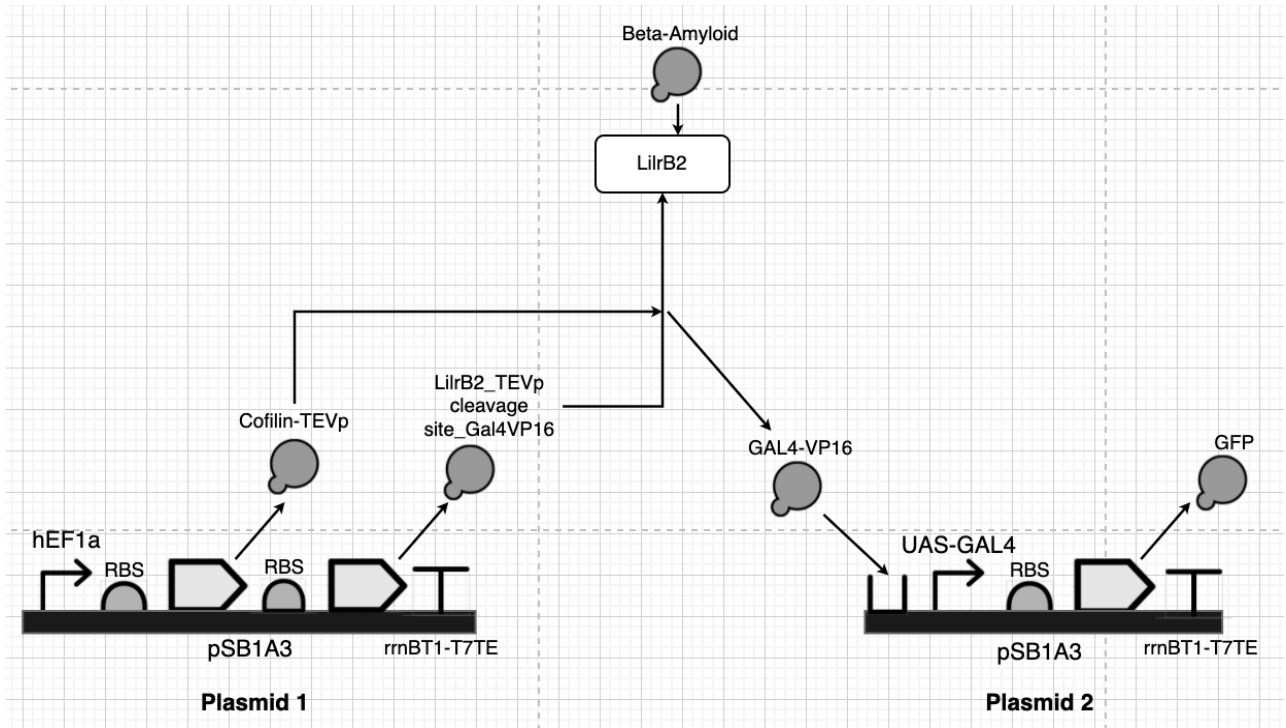 Beta-Amyloid
LilrB2
LilrB2_TEVp
cleavage
site_Gal4VP16
Cofilin-TEVp
GAL4-VP16
GFP
hEF1a
RBS
RBS
UAS-GAL4
RBS
pSB1A3
rrnBT1-T7TE
pSB1A3
rrnBT1-T7TE
Plasmid 1
Plasmid 2